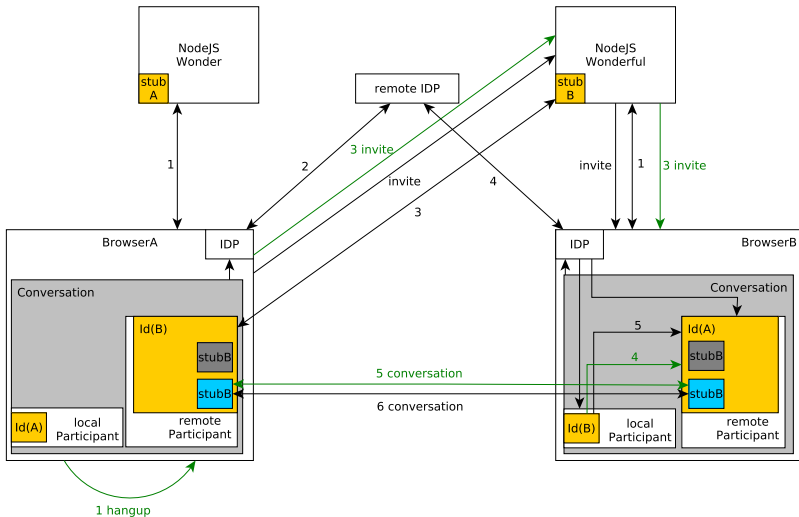 NodeJS
Wonder
stub
A
NodeJS
Wonderful
stub
B
remote IDP
1
2
3 invite
invite
3
4
invite
1
3 invite
BrowserA
IDP
IDP
BrowserB
Conversation
Id(B)
stubB
stubB
Id(A)
local
Participant
remote
Participant
1 hangup
5 conversation
6 conversation
Conversation
5
4
Id(A)
stubB
stubB
Id(B)
local
Participant
remote
Participant